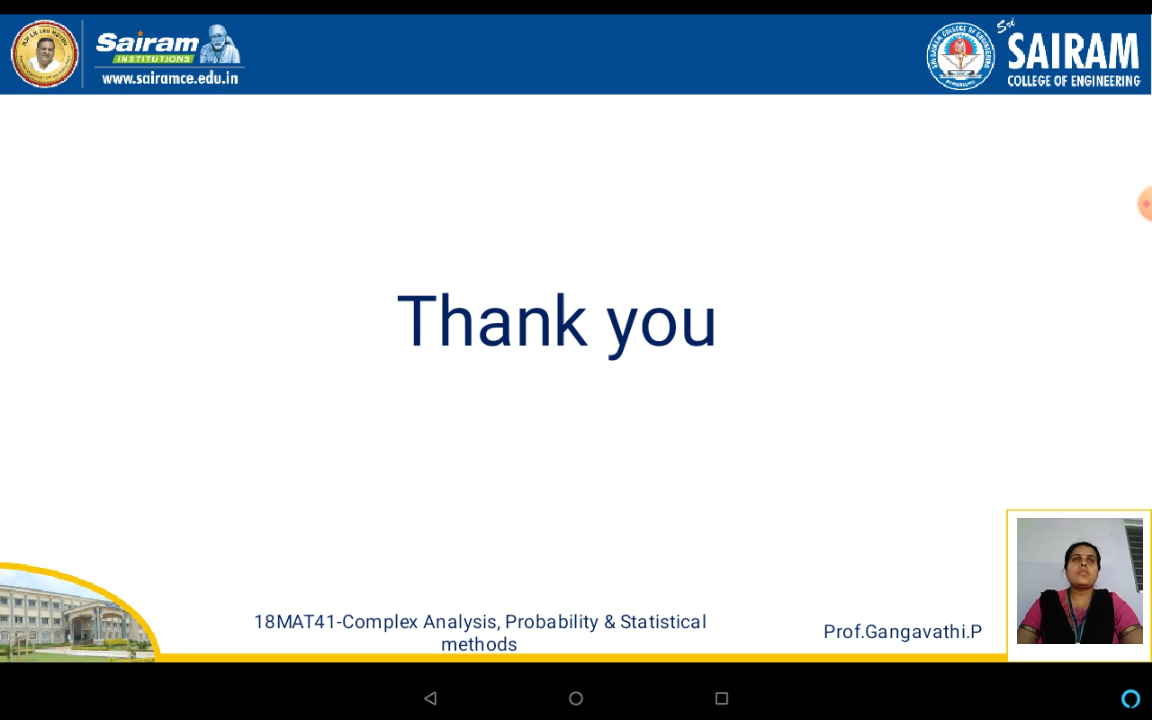 Sairam
INSTITUTIONS
www.sairamce.edu.in
Sri
SAIRAM
COLLEGE OF ENGINEERING
Thank you
18MAT41-Complex Analysis, Probability & Statistical
methods
Prof.Gangavathi.P